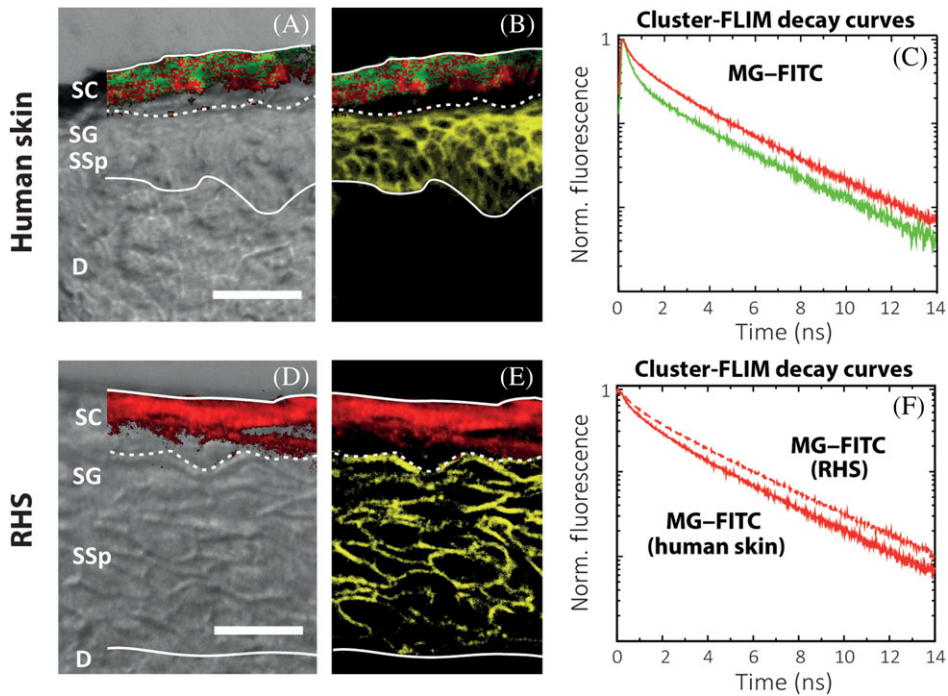 Human skin
(A)
SC
SG
SSp
D
(B)
Cluster-FLIM decay curves
(C)
MG–FITC
1
Norm. fluorescence
0 2 4 6 8 10 12 14
Time (ns)
RHS
(D)
SC
SG
SSp
D
(E)
Cluster-FLIM decay curves
(F)
MG–FITC
(RHS)
MG–FITC
(human skin)
1
Norm. fluorescence
0 2 4 6 8 10 12 14
Time (ns)